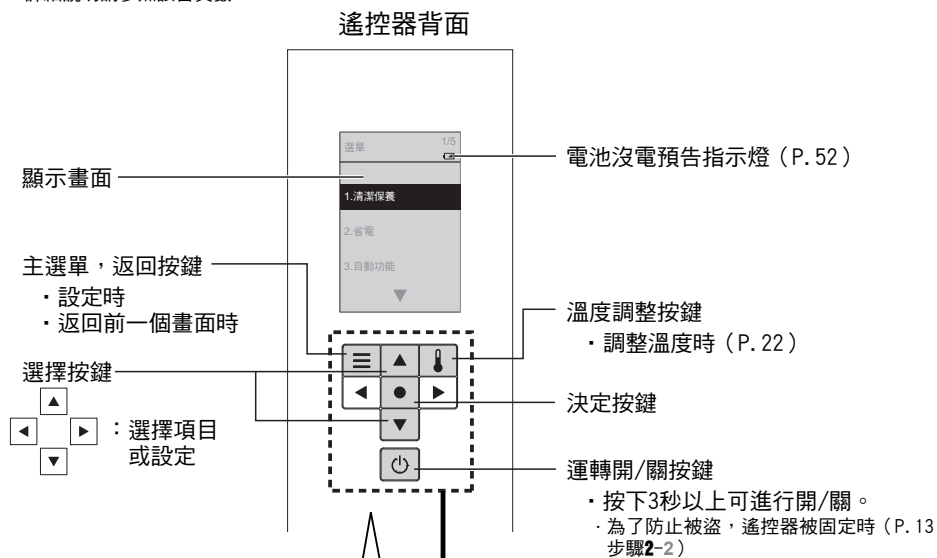 遙控器背面
選單
1/5
1.清潔保養
2.省電
3.自動功能
顯示畫面
主選單,返回按鍵
・設定時
・返回前一個畫面時
選擇按鍵
:選擇項目
或設定
電池沒電預告指示燈(P.52)
溫度調整按鍵
・調整溫度時(P.22)
決定按鍵
運轉開/關按鍵
・按下3秒以上可進行開/關。
・為了防止被盜,遙控器被固定時(P.13
步驟2-2)